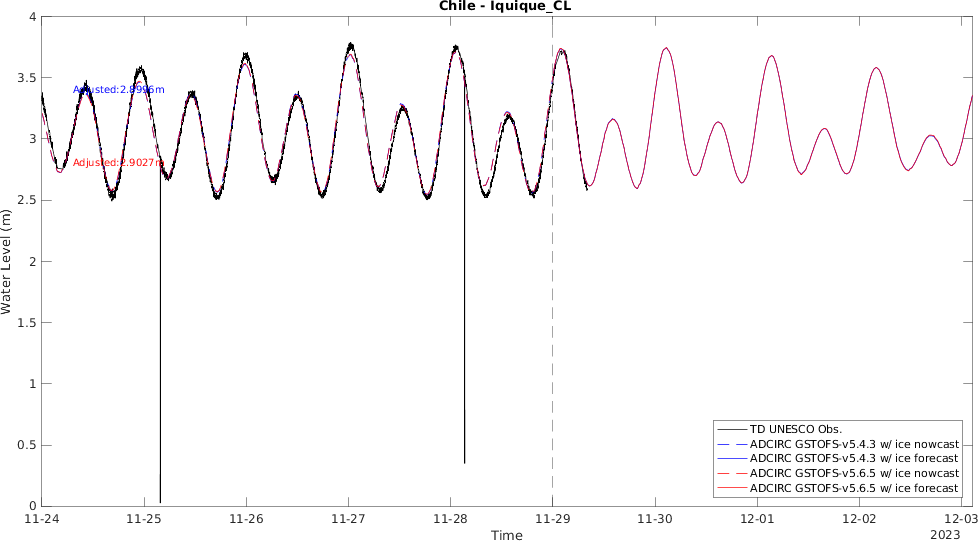 Chile - Iquique_CL
4
3.5
3
2.5
2
1.5
1
0.5
0
Water Level (m)
Adjusted:2.8996m
Adjusted:2.9027m
TD UNESCO Obs.
ADCIRC GSTOFS-v5.4.3 w/ ice nowcast
ADCIRC GSTOFS-v5.4.3 w/ ice forecast
ADCIRC GSTOFS-v5.6.5 w/ ice nowcast
ADCIRC GSTOFS-v5.6.5 w/ ice forecast
11-24 11-25 11-26 11-27 11-28 11-29 11-30 12-01 12-02 12-03
Time
2023